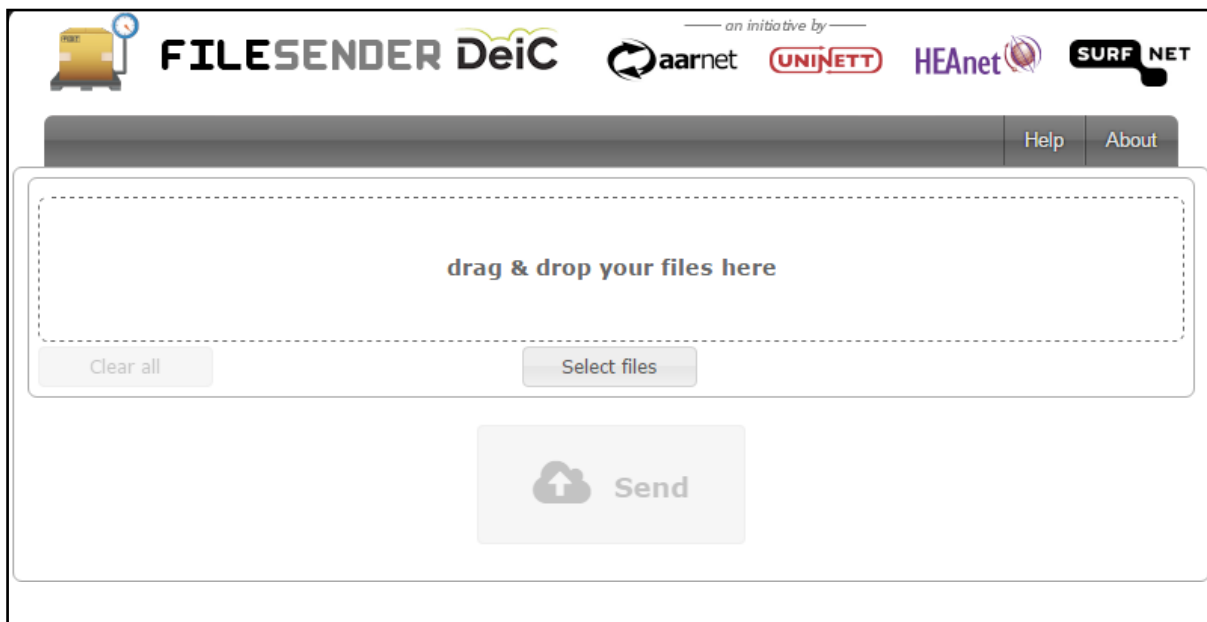 an initiative by
FILESENDER DeiC aarnet UNINETT HEAnet SURF NET
Help About
drag & drop your files here
Clear all Select files
Send